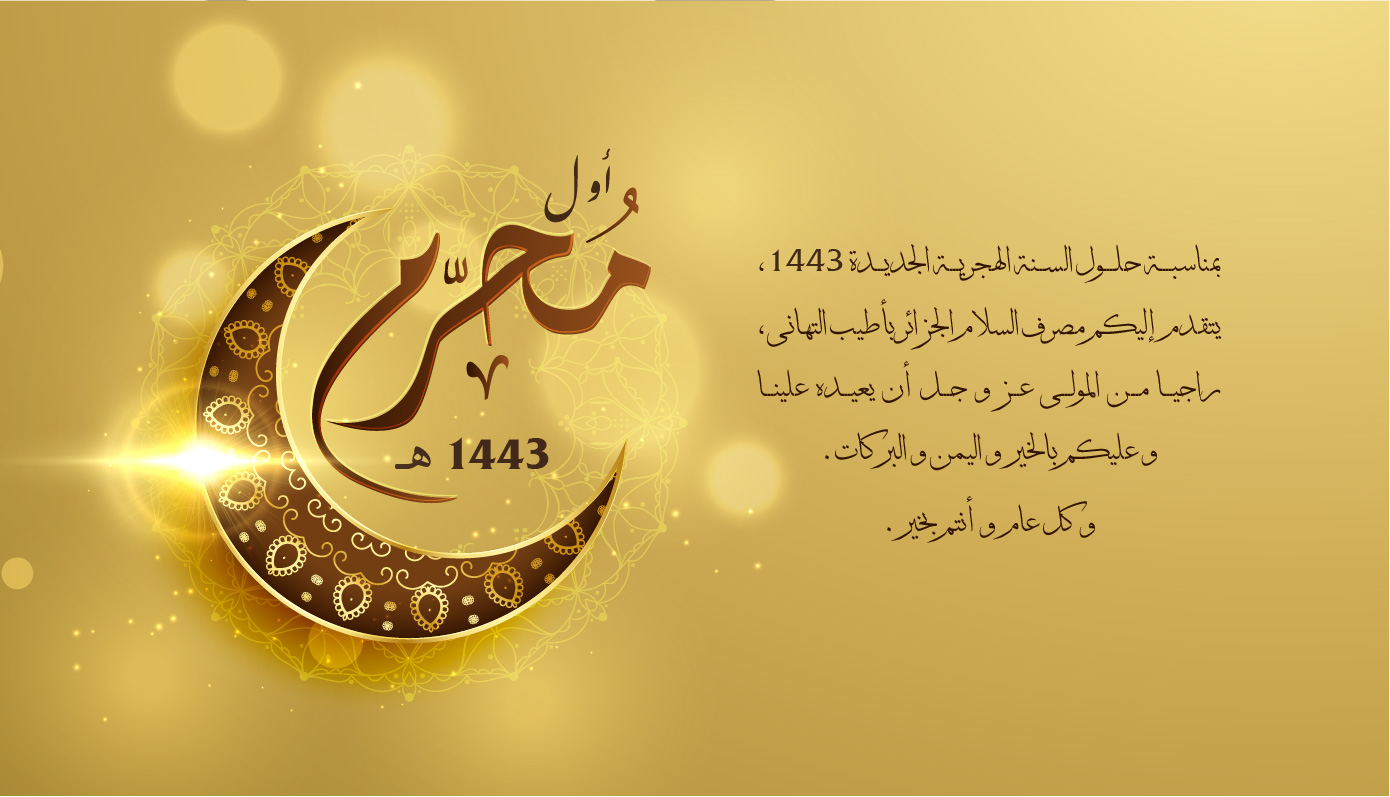 أول
مُحرّم
1443 هـ
بمناسبة حلول السنة الهجرية الجديدة 1443،
يتقدم إليكم مصرف السلام الجزائر بأطيب التهاني،
راجيا من المولى عز و جل أن يعيده علينا
و عليكم بالخير و اليمن و البركات.
و كل عام و أنتم بخير.